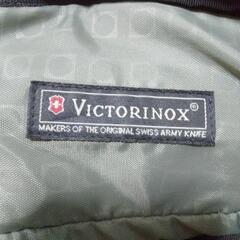 VICTORINOX®
MAKERS OF THE ORIGINAL SWISS ARMY KNIFE